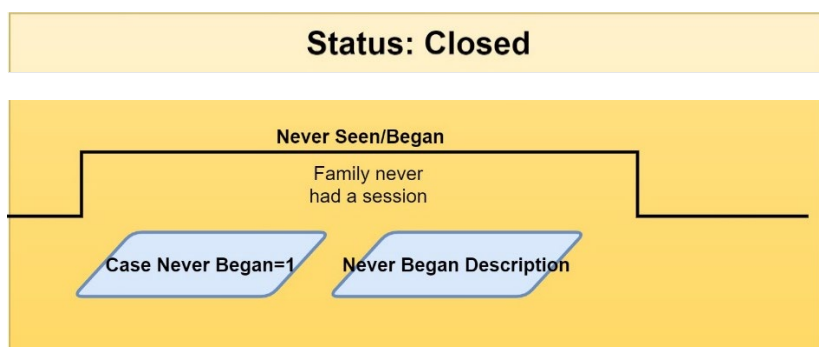 Status: Closed
Never Seen/Began
Family never
had a session
Case Never Began=1
Never Began Description